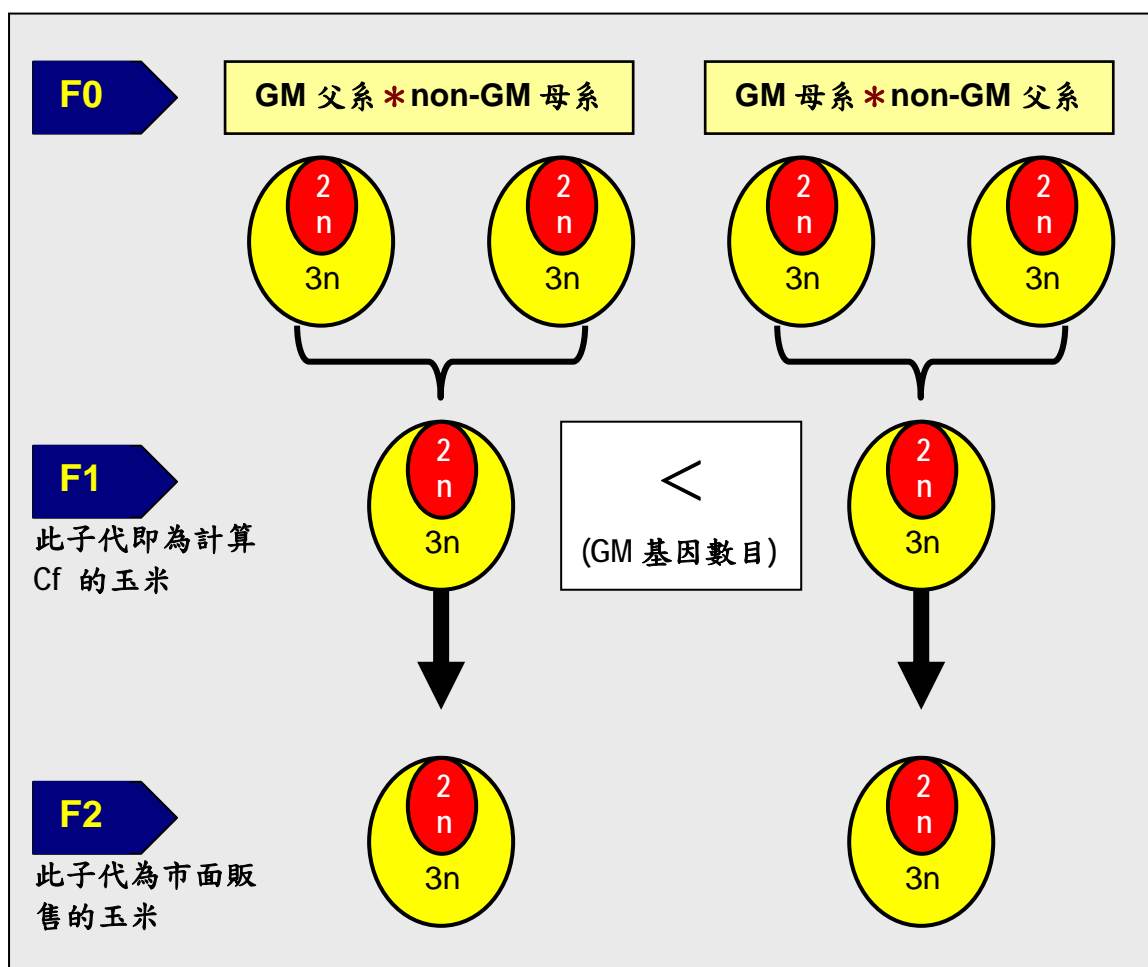 F0
GM 父系＊non-GM 母系
GM 母系＊non-GM 父系
2
n
3n
2
n
3n
2
n
3n
2
n
3n
F1
此子代即為計算
Cf 的玉米
2
n
3n
＜
(GM 基因數目)
2
n
3n
F2
此子代為市面販
售的玉米
2
n
3n
2
n
3n